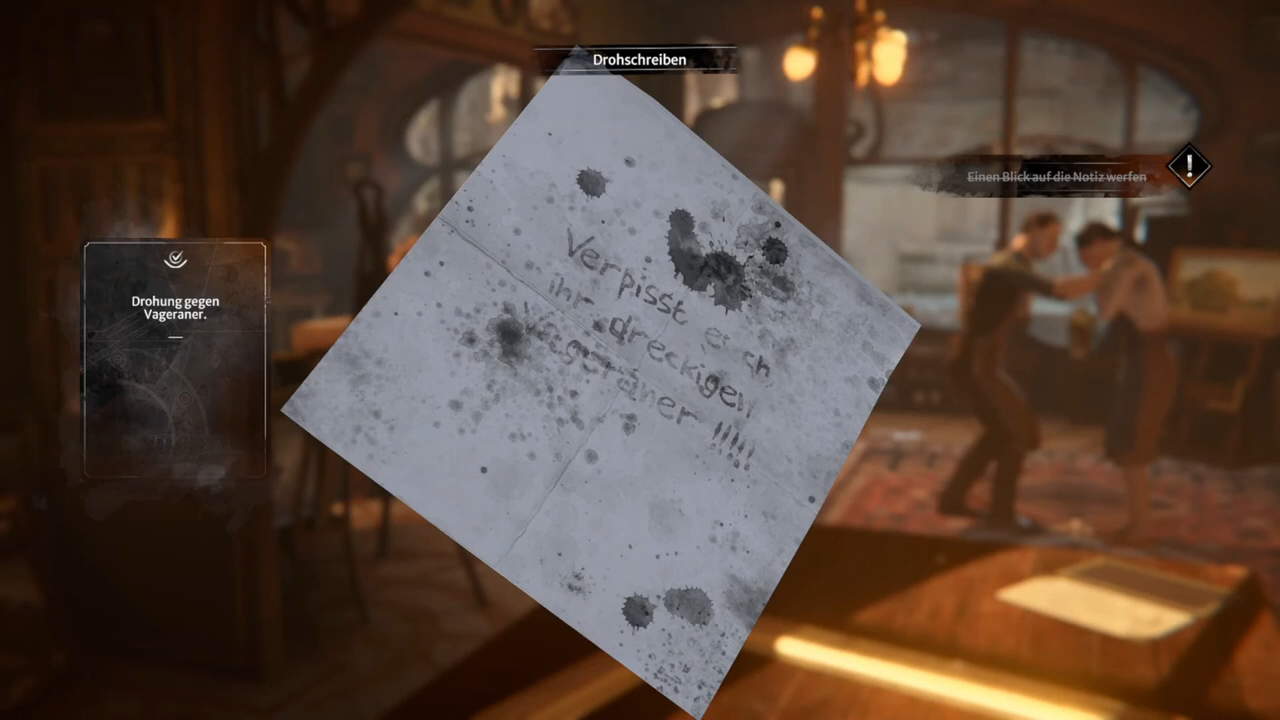 Drohschreiben
Einen Blick auf die Notiz werfen
!
Drohung gegen
Vageraner.
Verpisst euch,
ihr dreckigen
Vageraner !!!!!